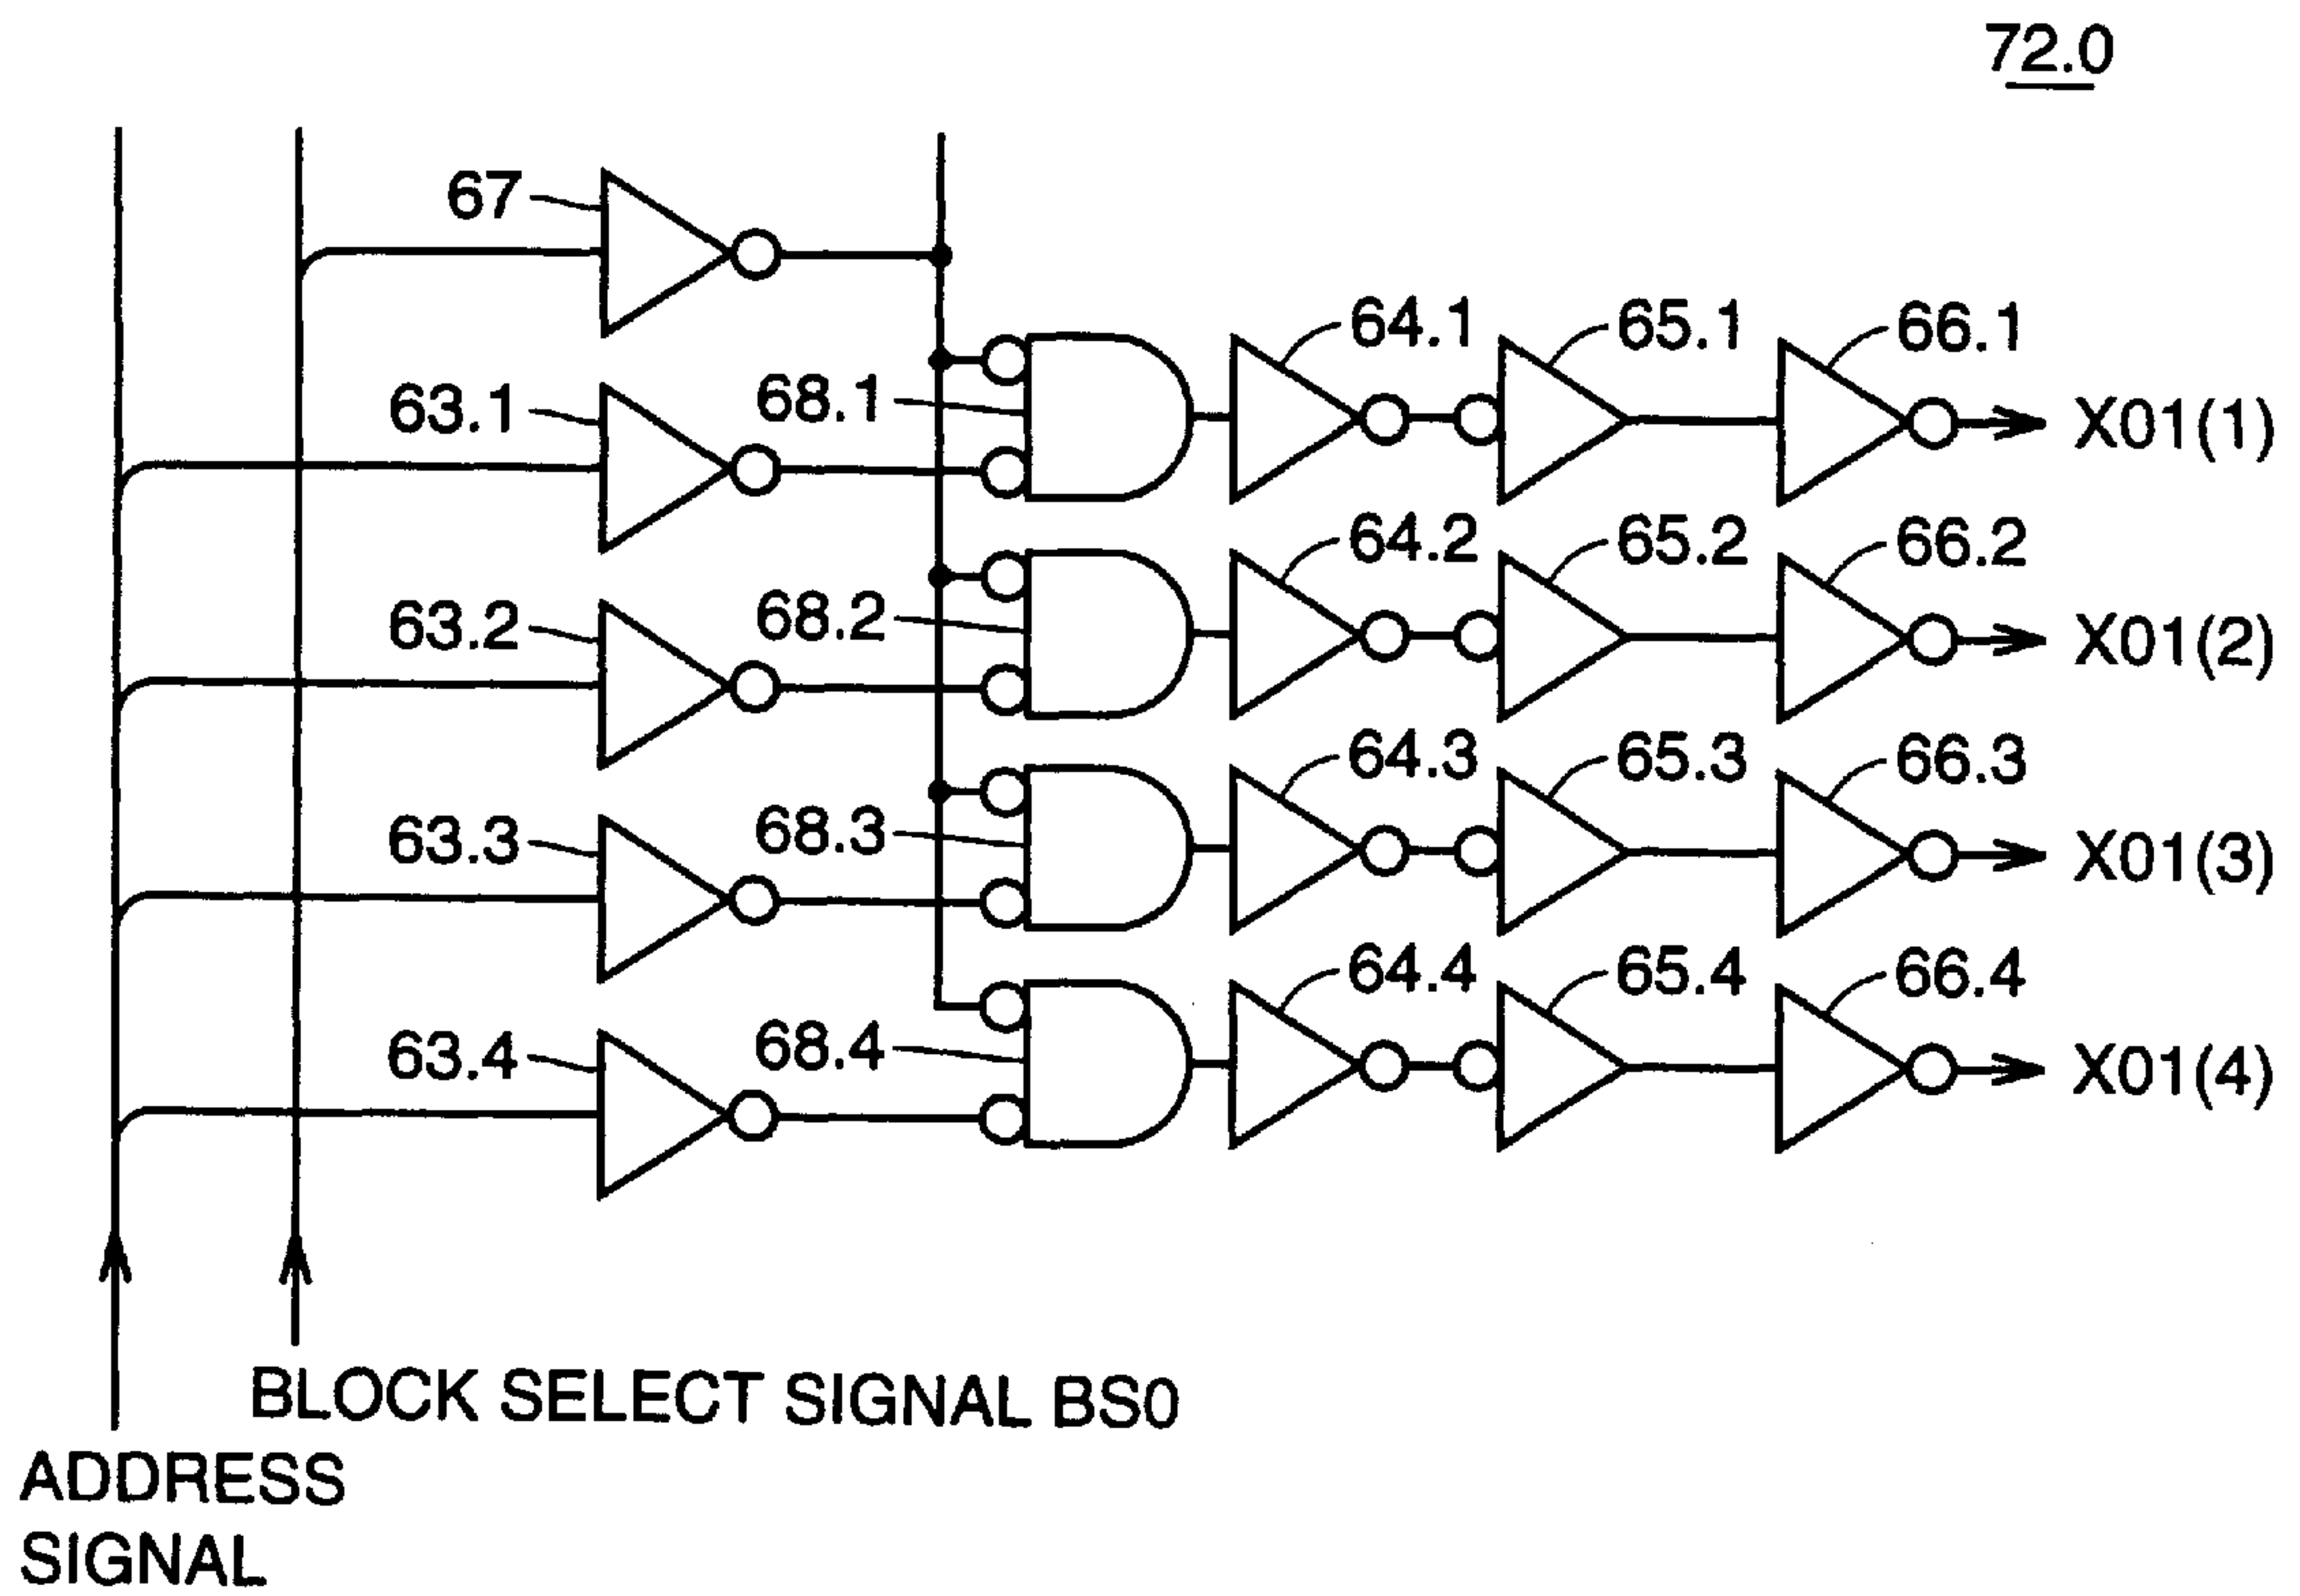 72.0
67
64.1 65.1 66.1
63.1 68.1 X01(1)
64.2 65.2 66.2
63.2 68.2 X01(2)
64.3 65.3 66.3
63.3 68.3 X01(3)
64.4 65.4 66.4
63.4 68.4 X01(4)
BLOCK SELECT SIGNAL BS0
ADDRESS
SIGNAL